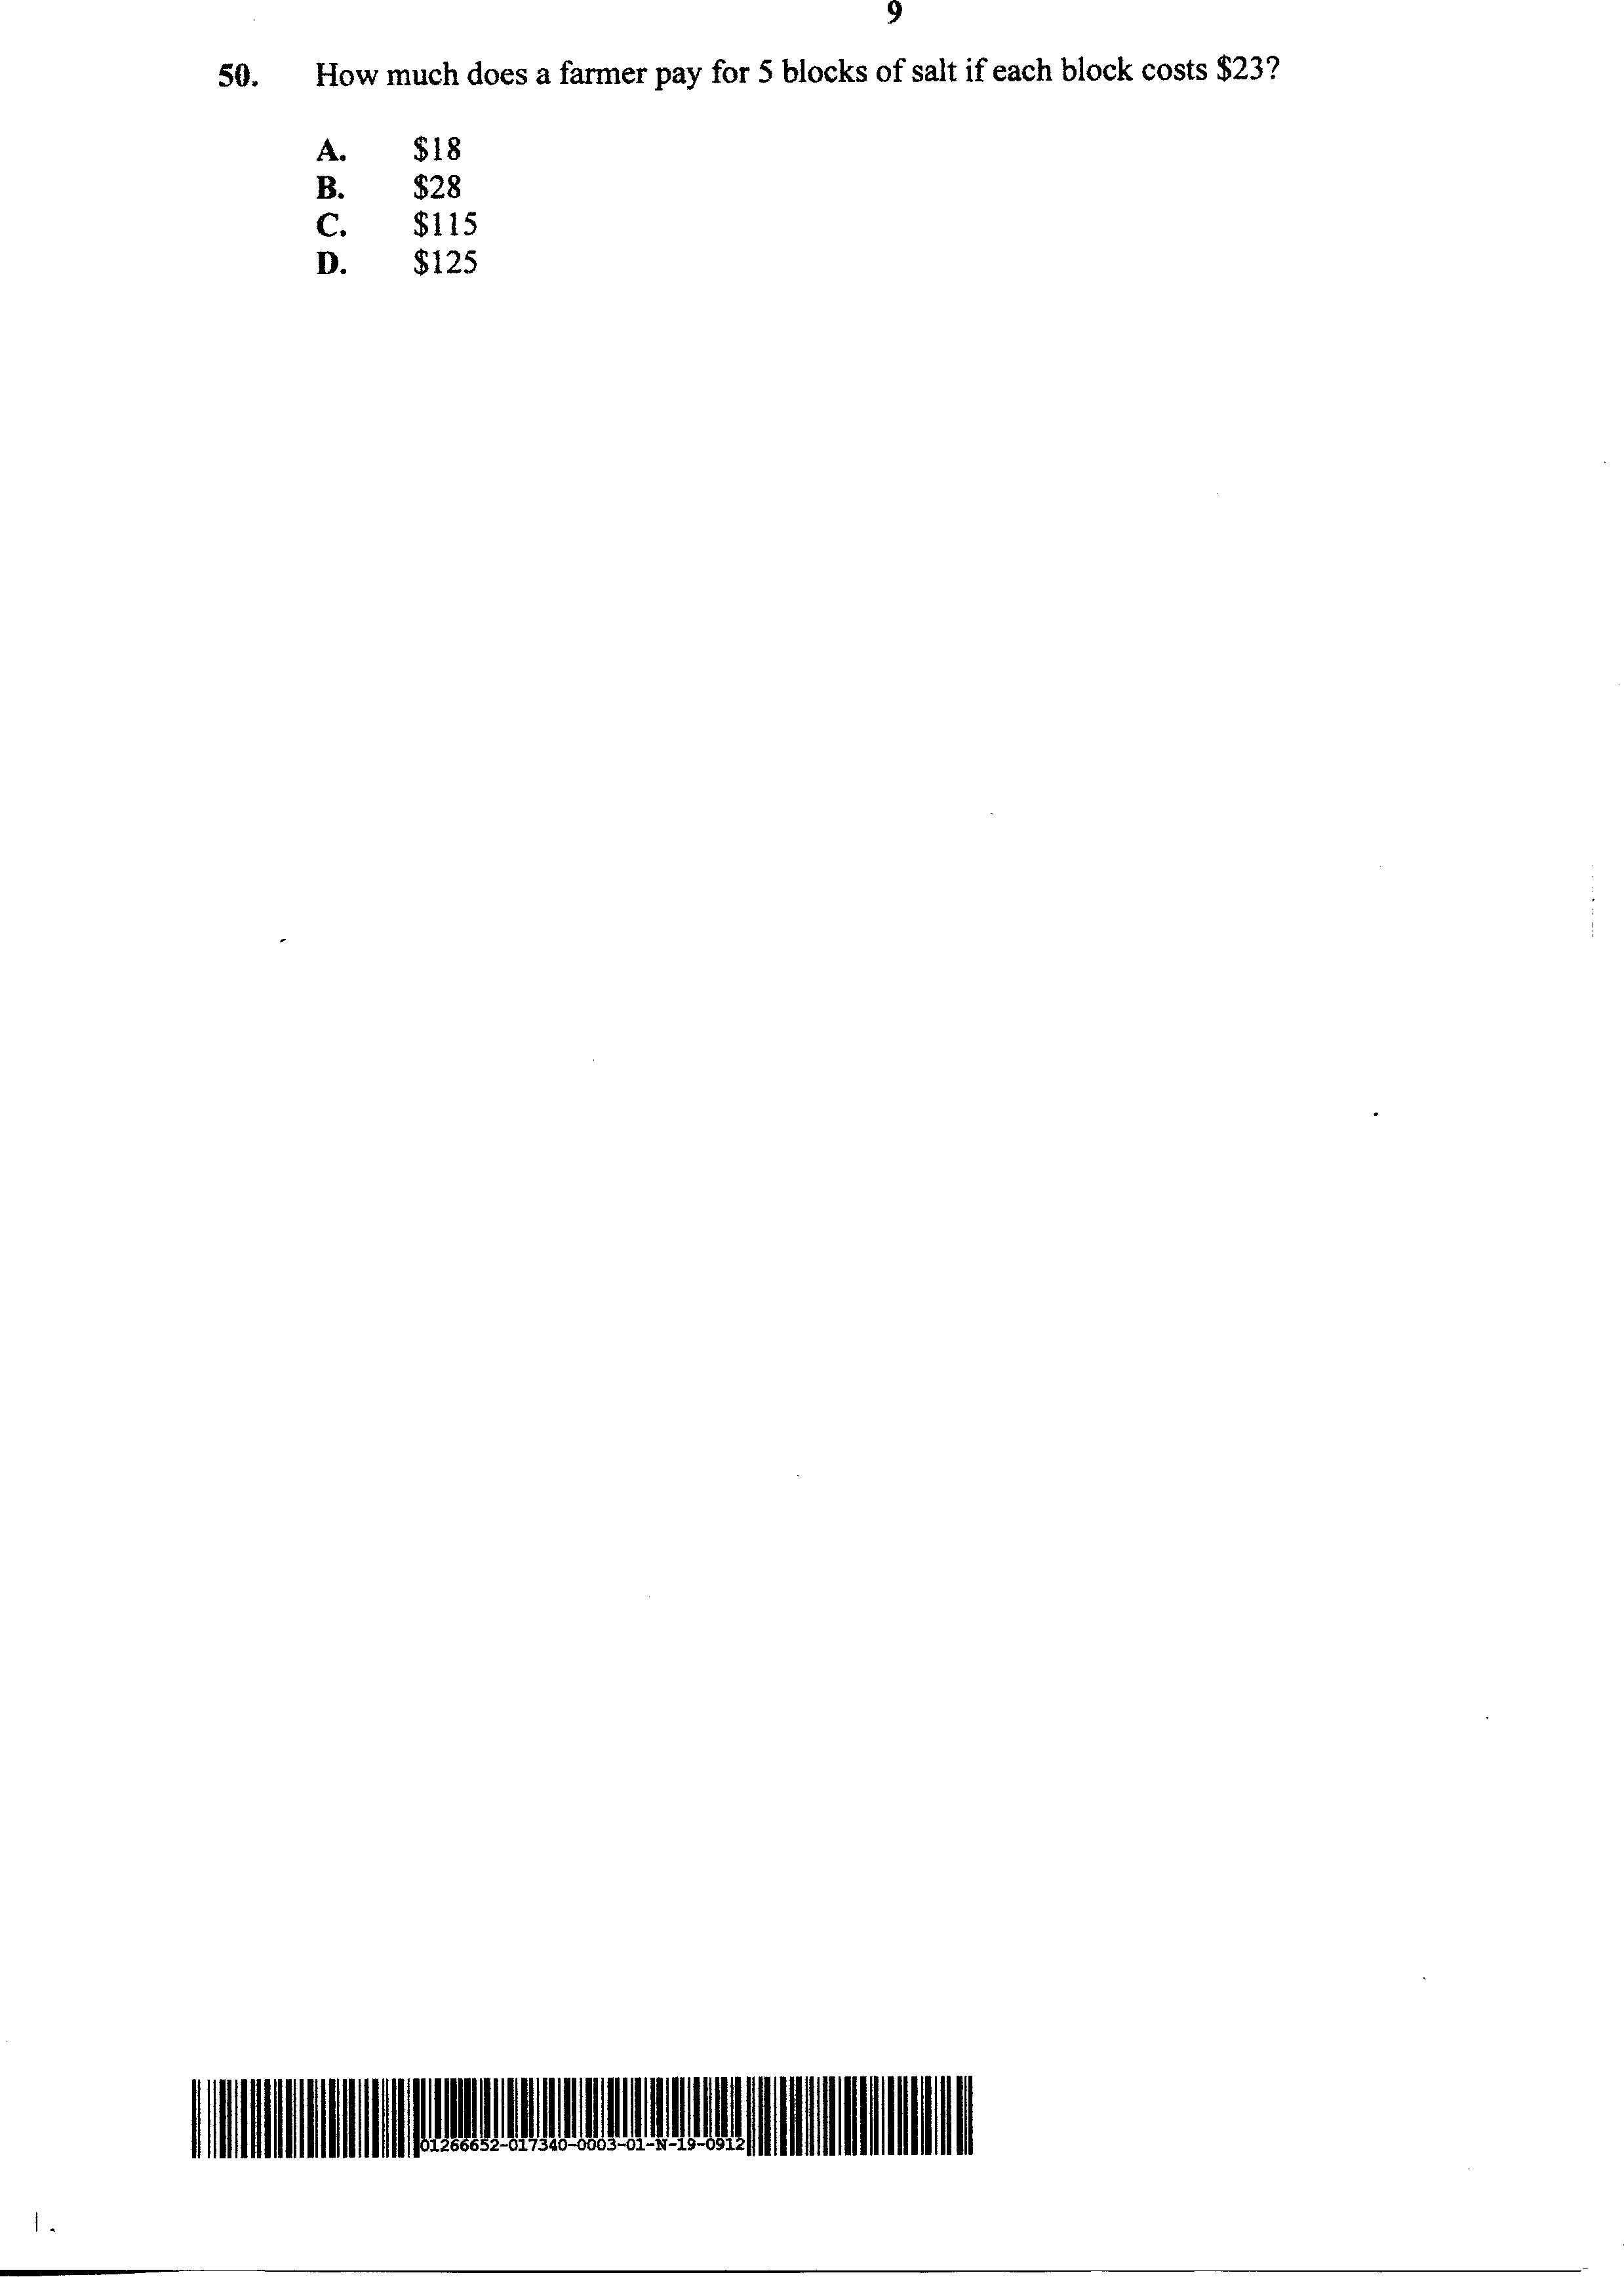 9
50. How much does a farmer pay for 5 blocks of salt if each block costs $23?
A. $18
B. $28
C. $115
D. $125
01266652-017340-0003-01-N-19-0912